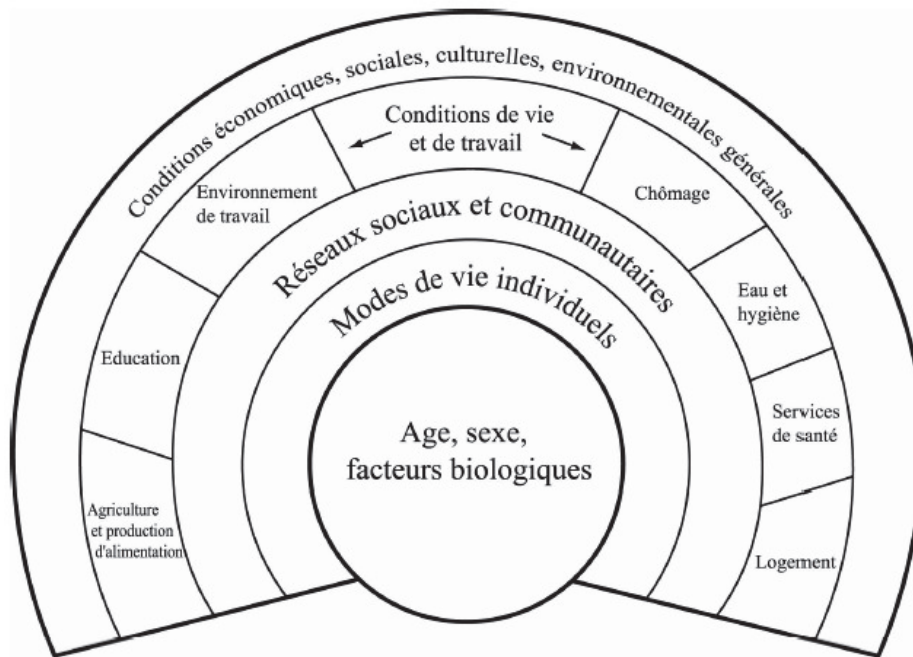 Conditions économiques, sociales, culturelles, environnementales générales
Conditions de vie
et de travail
Environnement
de travail
Chômage
Réseaux sociaux et communautaires
Modes de vie individuels
Eau et
hygiène
Education
Services
de santé
Age, sexe,
facteurs biologiques
Agriculture
et production
d'alimentation
Logement